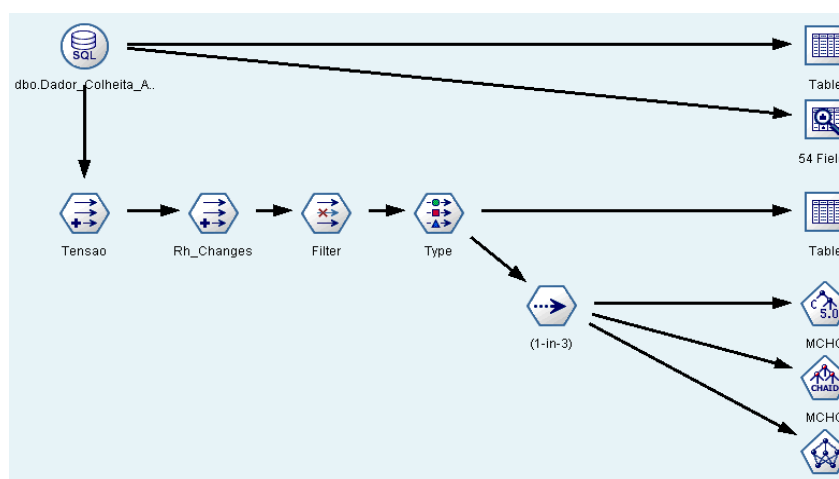 SQL
dbo.Dador_Colheita_A..
Table
54 Fiel
Tensao
Rh_Changes
Filter
Type
Table
(1-in-3)
C 5.0
MCHC
CHAID
MCHC